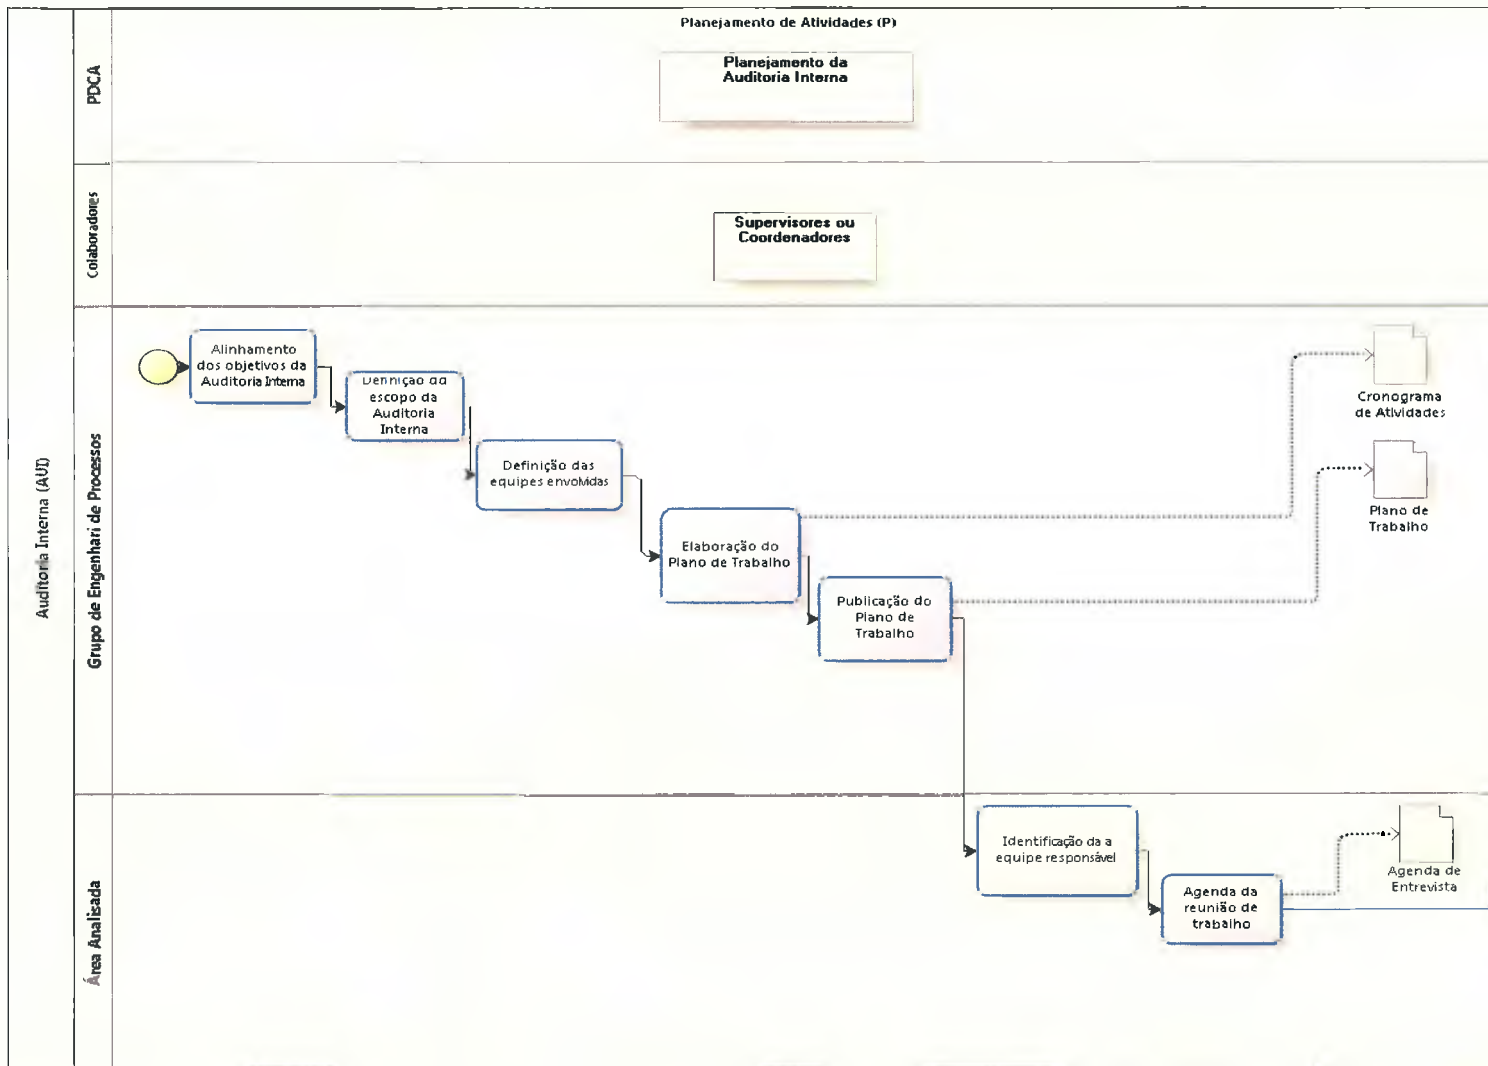 Planejamento de Atividades (P)
Planejamento da
Auditoria Interna
PDCA
Supervisores ou
Coordenadores
Colaboradores
Auditoria Interna (AUI)
Grupo de Engenhari de Processos
Alinhamento
dos objetivos da
Auditoria Interna
Definição do
escopo da
Auditoria
Interna
Definição das
equipes envolvidas
Elaboração do
Plano de Trabalho
Publicação do
Plano de
Trabalho
Cronograma
de Atividades
Plano de
Trabalho
Área Analisada
Identificação da a
equipe responsável
Agenda da
reunião de
trabalho
Agenda de
Entrevista